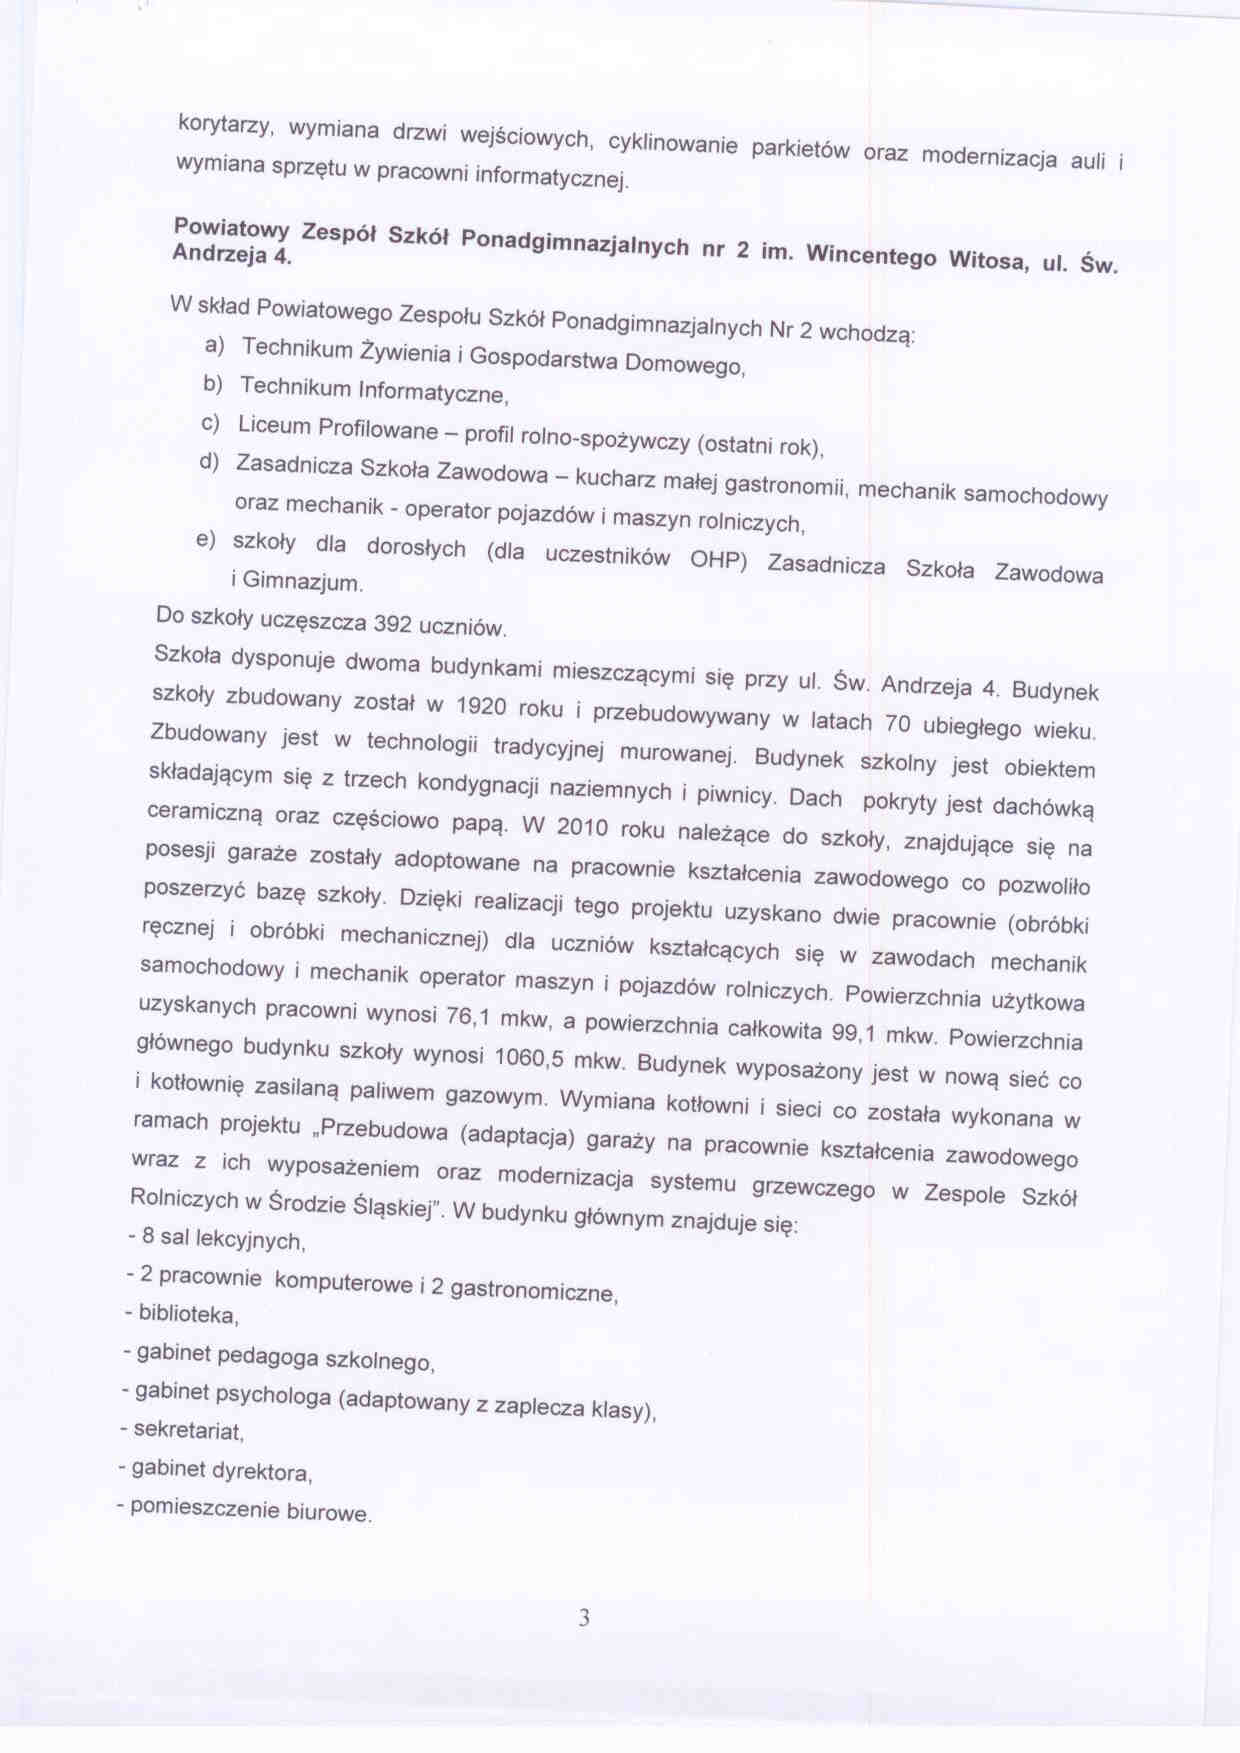 korytarzy, wymiana drzwi wejściowych, cyklinowanie parkietów oraz modernizacja auli i
wymiana sprzętu w pracowni informatycznej.
Powiatowy Zespół Szkół Ponadgimnazjalnych nr 2 im. Wincentego Witosa, ul. Św.
Andrzeja 4.
W skład Powiatowego Zespołu Szkół Ponadgimnazjalnych Nr 2 wchodzą:
a) Technikum Żywienia i Gospodarstwa Domowego,
b) Technikum Informatyczne,
c) Liceum Profilowane – profil rolno-spożywczy (ostatni rok),
d) Zasadnicza Szkoła Zawodowa – kucharz małej gastronomii, mechanik samochodowy
oraz mechanik - operator pojazdów i maszyn rolniczych,
e) szkoły dla dorosłych (dla uczestników OHP) Zasadnicza Szkoła Zawodowa
i Gimnazjum.
Do szkoły uczęszcza 392 uczniów.
Szkoła dysponuje dwoma budynkami mieszczącymi się przy ul. Św. Andrzeja 4. Budynek
szkoły zbudowany został w 1920 roku i przebudowywany w latach 70 ubiegłego wieku.
Zbudowany jest w technologii tradycyjnej murowanej. Budynek szkolny jest obiektem
składającym się z trzech kondygnacji naziemnych i piwnicy. Dach pokryty jest dachówką
ceramiczną oraz częściowo papą. W 2010 roku należące do szkoły, znajdujące się na
posesji garaże zostały adoptowane na pracownie kształcenia zawodowego co pozwoliło
poszerzyć bazę szkoły. Dzięki realizacji tego projektu uzyskano dwie pracownie (obróbki
ręcznej i obróbki mechanicznej) dla uczniów kształcących się w zawodach mechanik
samochodowy i mechanik operator maszyn i pojazdów rolniczych. Powierzchnia użytkowa
uzyskanych pracowni wynosi 76,1 mkw, a powierzchnia całkowita 99,1 mkw. Powierzchnia
głównego budynku szkoły wynosi 1060,5 mkw. Budynek wyposażony jest w nową sieć co
i kotłownię zasilaną paliwem gazowym. Wymiana kotłowni i sieci co została wykonana w
ramach projektu „Przebudowa (adaptacja) garaży na pracownie kształcenia zawodowego
wraz z ich wyposażeniem oraz modernizacja systemu grzewczego w Zespole Szkół
Rolniczych w Środzie Śląskiej”. W budynku głównym znajduje się:
- 8 sal lekcyjnych,
- 2 pracownie komputerowe i 2 gastronomiczne,
- biblioteka,
- gabinet pedagoga szkolnego,
- gabinet psychologa (adaptowany z zaplecza klasy),
- sekretariat,
- gabinet dyrektora,
- pomieszczenie biurowe.
3